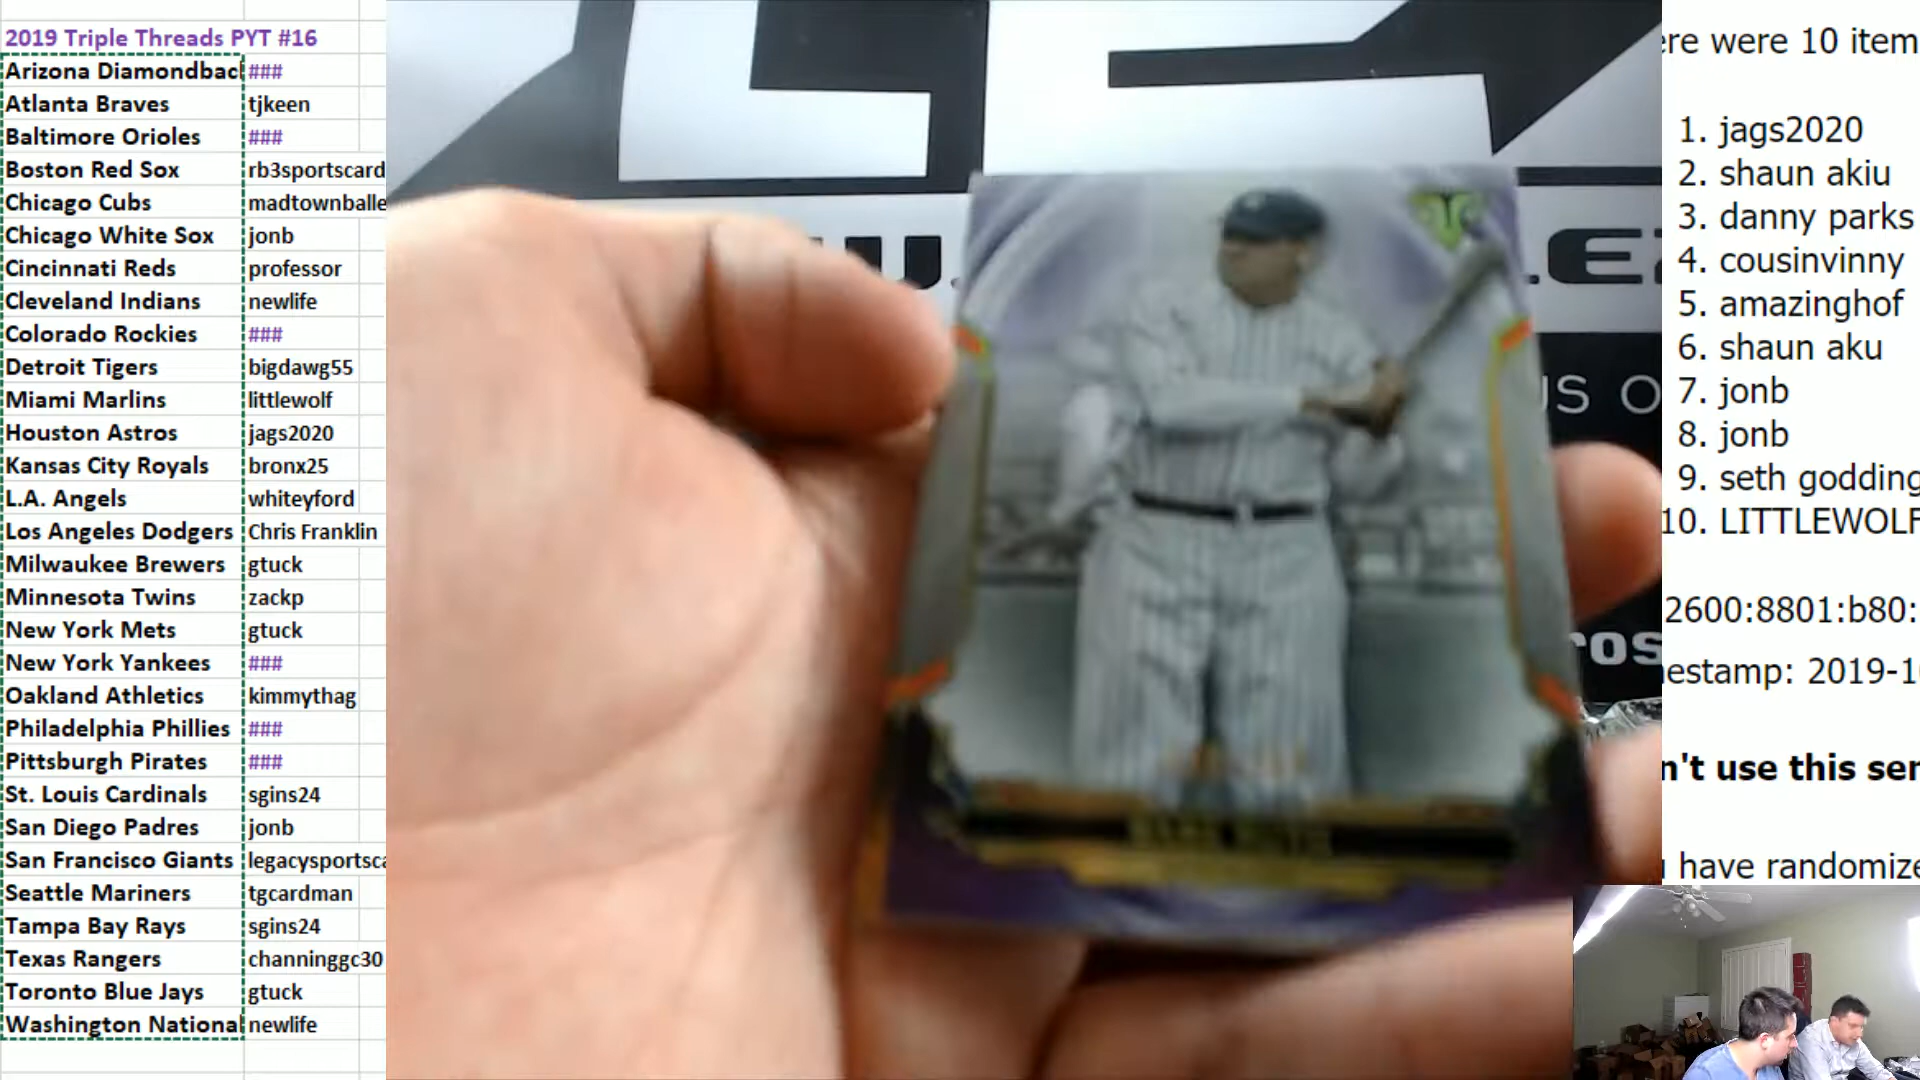 2019 Triple Threads PYT #16
Arizona Diamondbac ###
Atlanta Braves tjkeen
Baltimore Orioles ###
Boston Red Sox rb3sportscard
Chicago Cubs madtownballe
Chicago White Sox jonb
Cincinnati Reds professor
Cleveland Indians newlife
Colorado Rockies ###
Detroit Tigers bigdawg55
Miami Marlins littlewolf
Houston Astros jags2020
Kansas City Royals bronx25
L.A. Angels whiteyford
Los Angeles Dodgers Chris Franklin
Milwaukee Brewers gtuck
Minnesota Twins zackp
New York Mets gtuck
New York Yankees ###
Oakland Athletics kimmythag
Philadelphia Phillies ###
Pittsburgh Pirates ###
St. Louis Cardinals sgins24
San Diego Padres jonb
San Francisco Giants legacysportsca
Seattle Mariners tgcardman
Tampa Bay Rays sgins24
Texas Rangers channinggc30
Toronto Blue Jays gtuck
Washington National newlife
US O
ros
ere were 10 item
1. jags2020
2. shaun akiu
3. danny parks
4. cousinvinny
5. amazinghof
6. shaun aku
7. jonb
8. jonb
9. seth godding
10. LITTLEWOLF
2600:8801:b80:
estamp: 2019-1
n't use this ser
have randomize